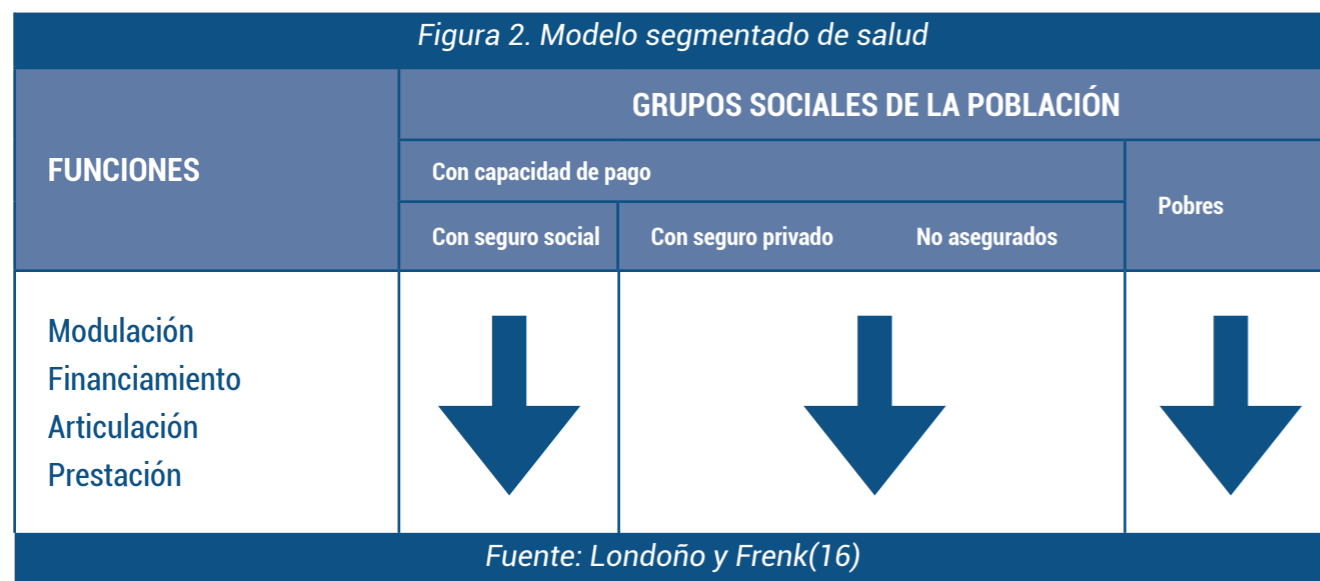 Figura 2. Modelo segmentado de salud
FUNCIONES
GRUPOS SOCIALES DE LA POBLACIÓN
Con capacidad de pago
Pobres
Con seguro social
Con seguro privado
No asegurados
Modulación
Financiamiento
Articulación
Prestación
Fuente: Londoño y Frenk(16)